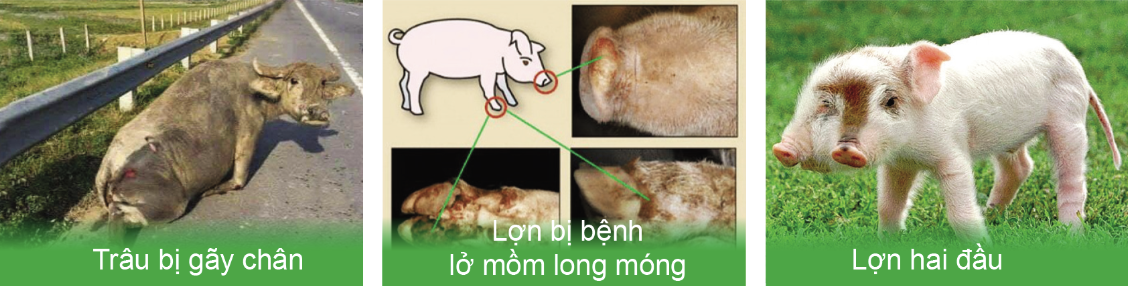 Trâu bị gãy chân
Lợn bị bệnh
lở mồm long móng
Lợn hai đầu